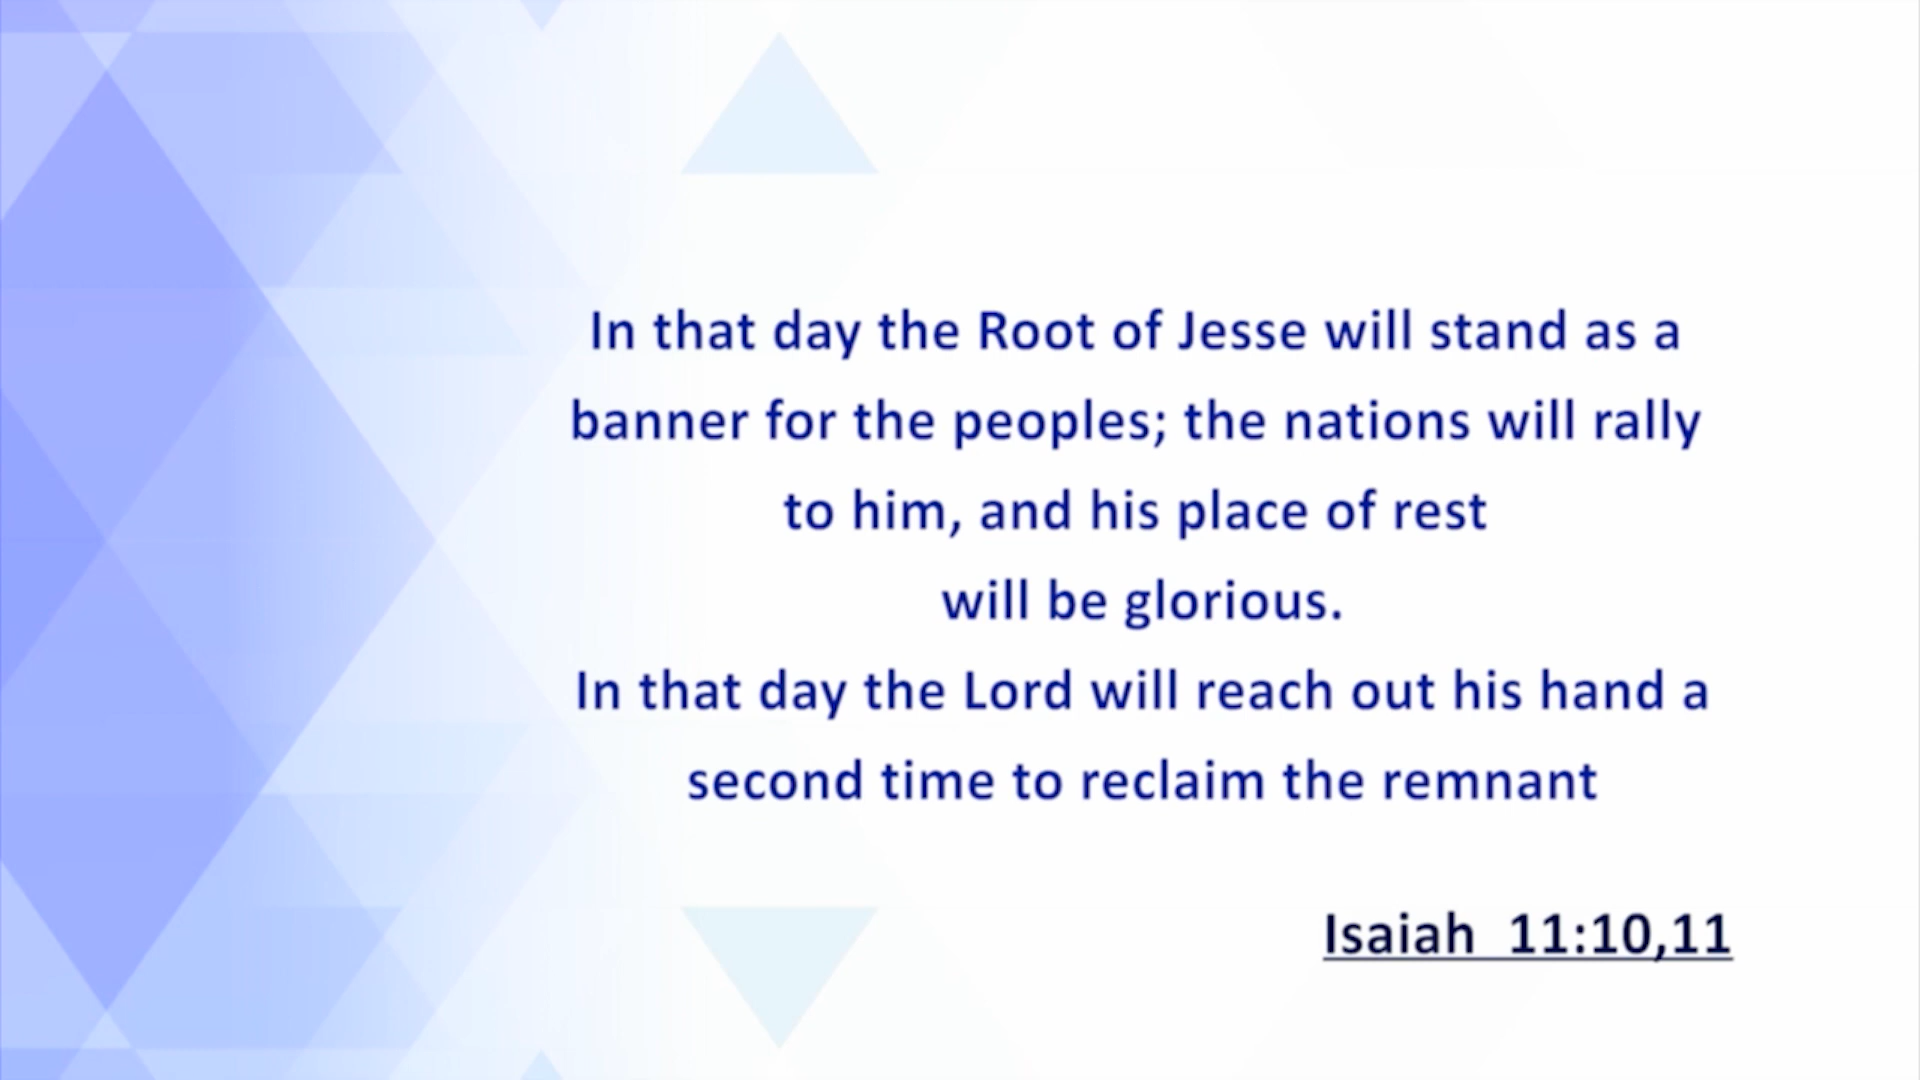 In that day the Root of Jesse will stand as a
banner for the peoples; the nations will rally
to him, and his place of rest
will be glorious.
In that day the Lord will reach out his hand a
second time to reclaim the remnant
Isaiah  11:10,11